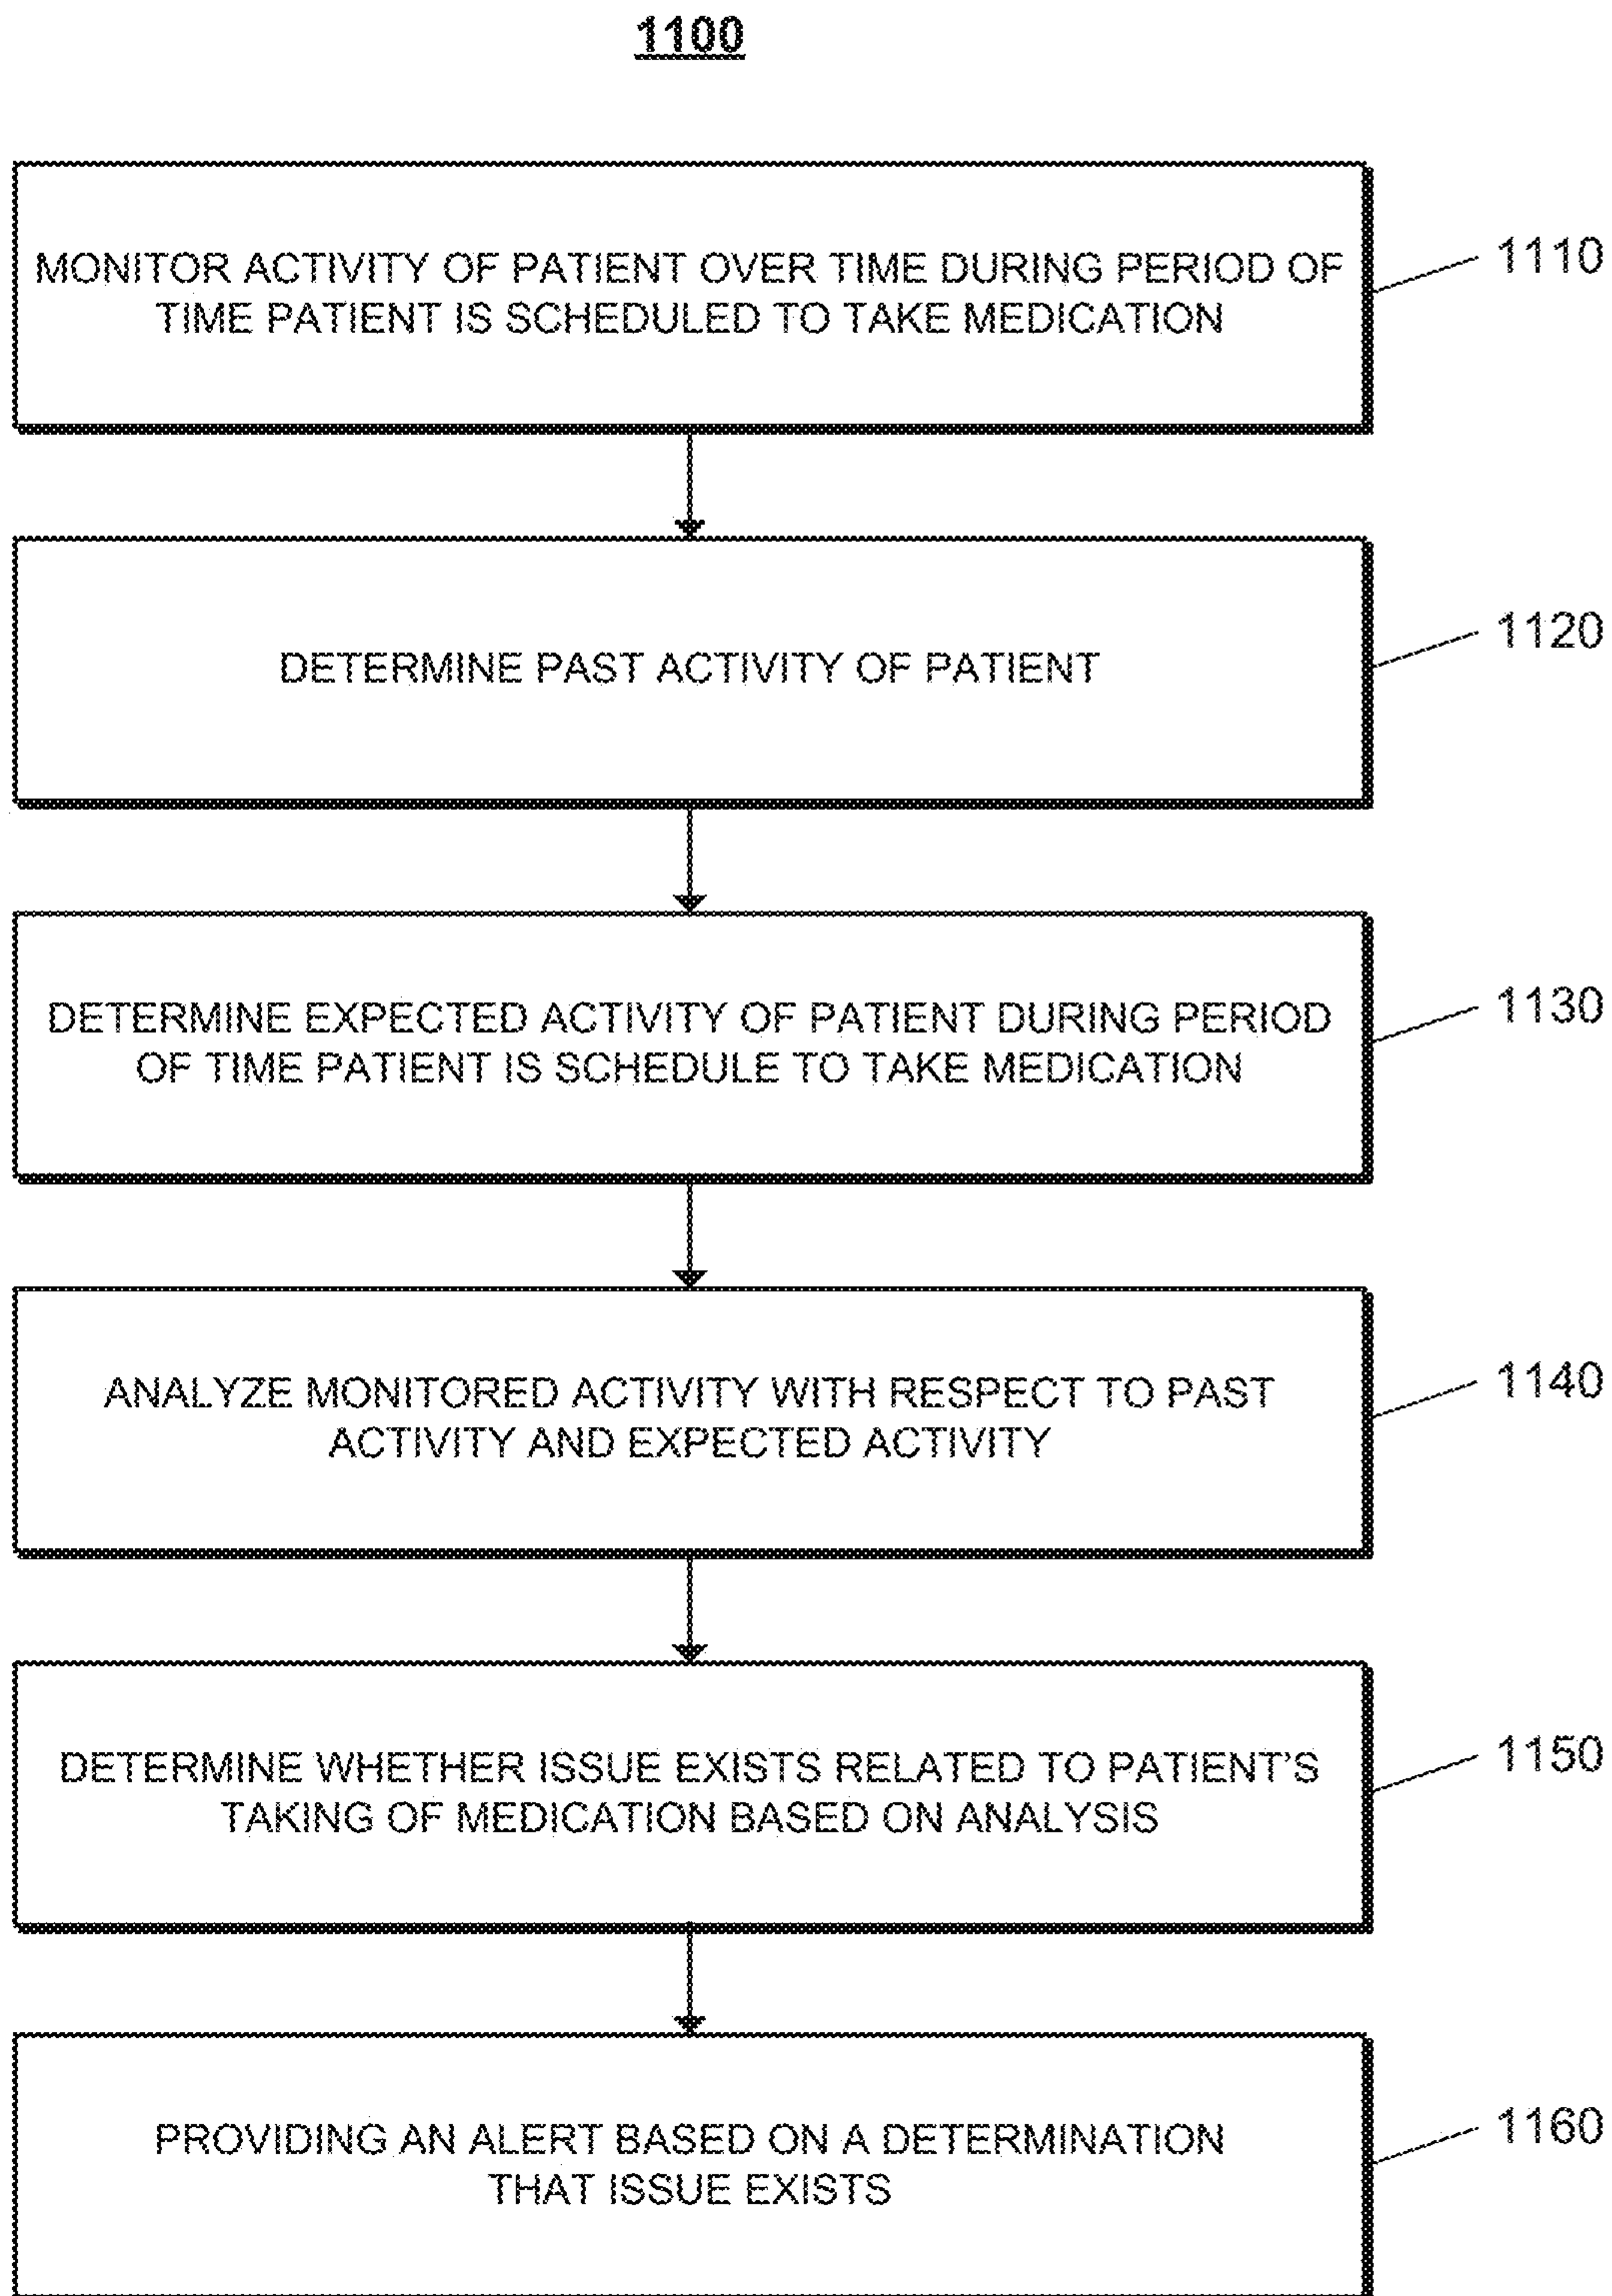 1100
MONITOR ACTIVITY OF PATIENT OVER TIME DURING PERIOD OF
TIME PATIENT IS SCHEDULED TO TAKE MEDICATION
1110
DETERMINE PAST ACTIVITY OF PATIENT
1120
DETERMINE EXPECTED ACTIVITY OF PATIENT DURING PERIOD
OF TIME PATIENT IS SCHEDULE TO TAKE MEDICATION
1130
ANALYZE MONITORED ACTIVITY WITH RESPECT TO PAST
ACTIVITY AND EXPECTED ACTIVITY
1140
DETERMINE WHETHER ISSUE EXISTS RELATED TO PATIENT'S
TAKING OF MEDICATION BASED ON ANALYSIS
1150
PROVIDING AN ALERT BASED ON A DETERMINATION
THAT ISSUE EXISTS
1160